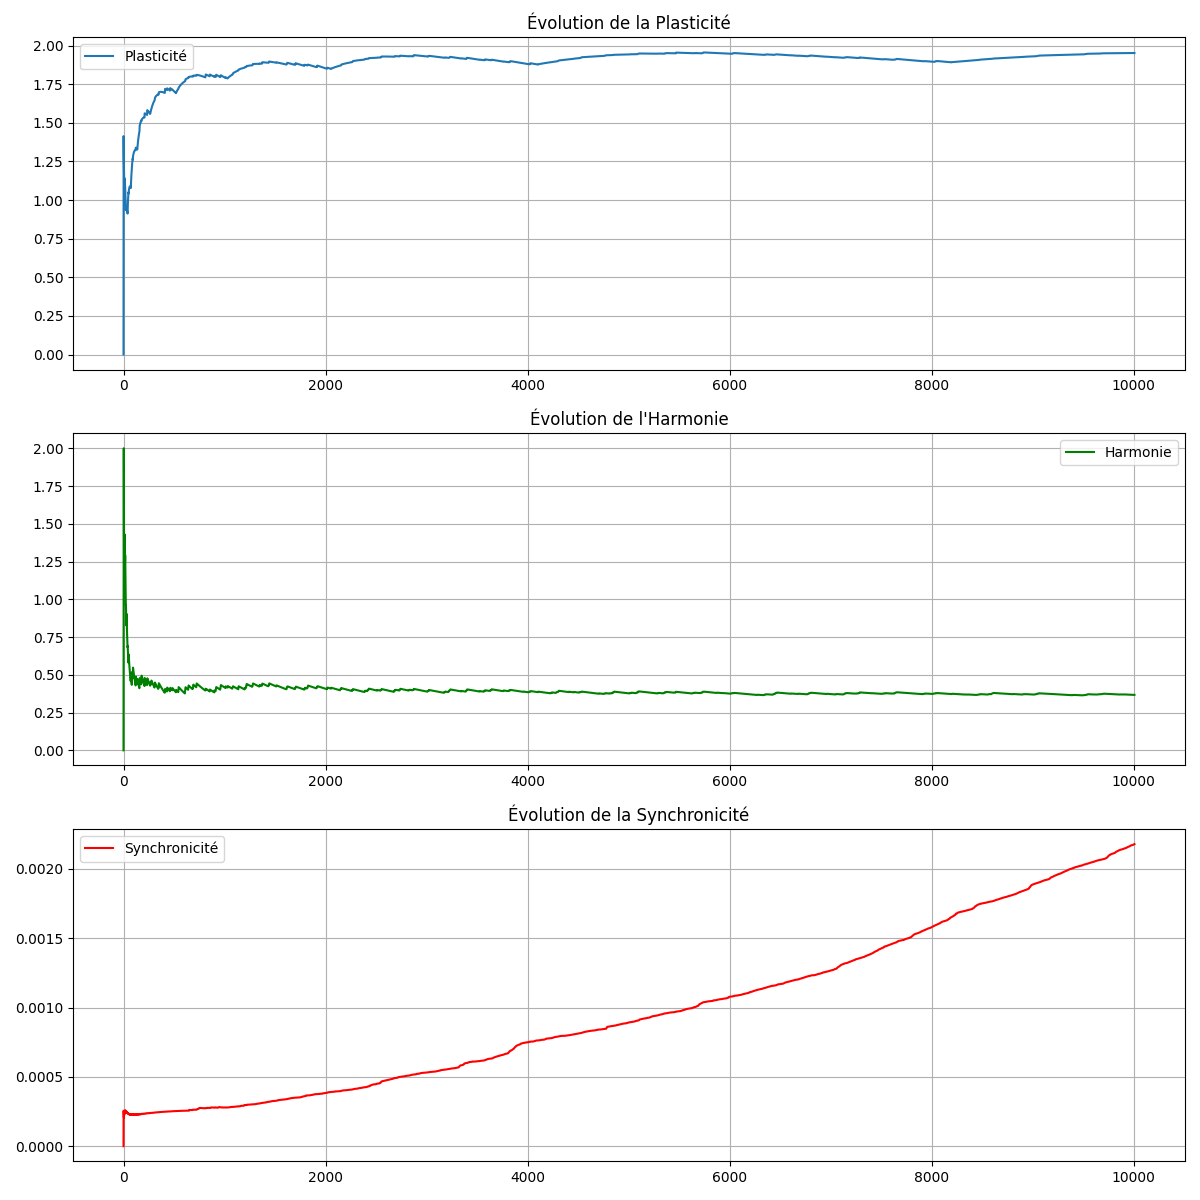 Évolution de la Plasticité
2.00
1.75
1.50
1.25
1.00
0.75
0.50
0.25
0.00
Plasticité
0 2000 4000 6000 8000 10000
Évolution de l'Harmonie
2.00
1.75
1.50
1.25
1.00
0.75
0.50
0.25
0.00
Harmonie
0 2000 4000 6000 8000 10000
Évolution de la Synchronicité
Synchronicité
0.0020
0.0015
0.0010
0.0005
0.0000
0 2000 4000 6000 8000 10000